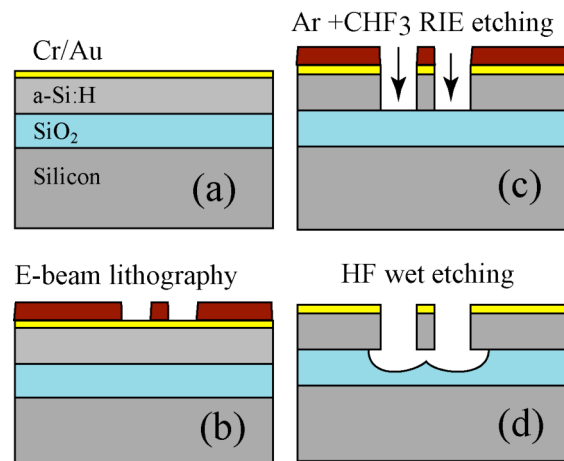 Cr/Au
a-Si:H
SiO₂
Silicon
(a)
E-beam lithography
(b)
Ar +CHF3 RIE etching
(c)
HF wet etching
(d)